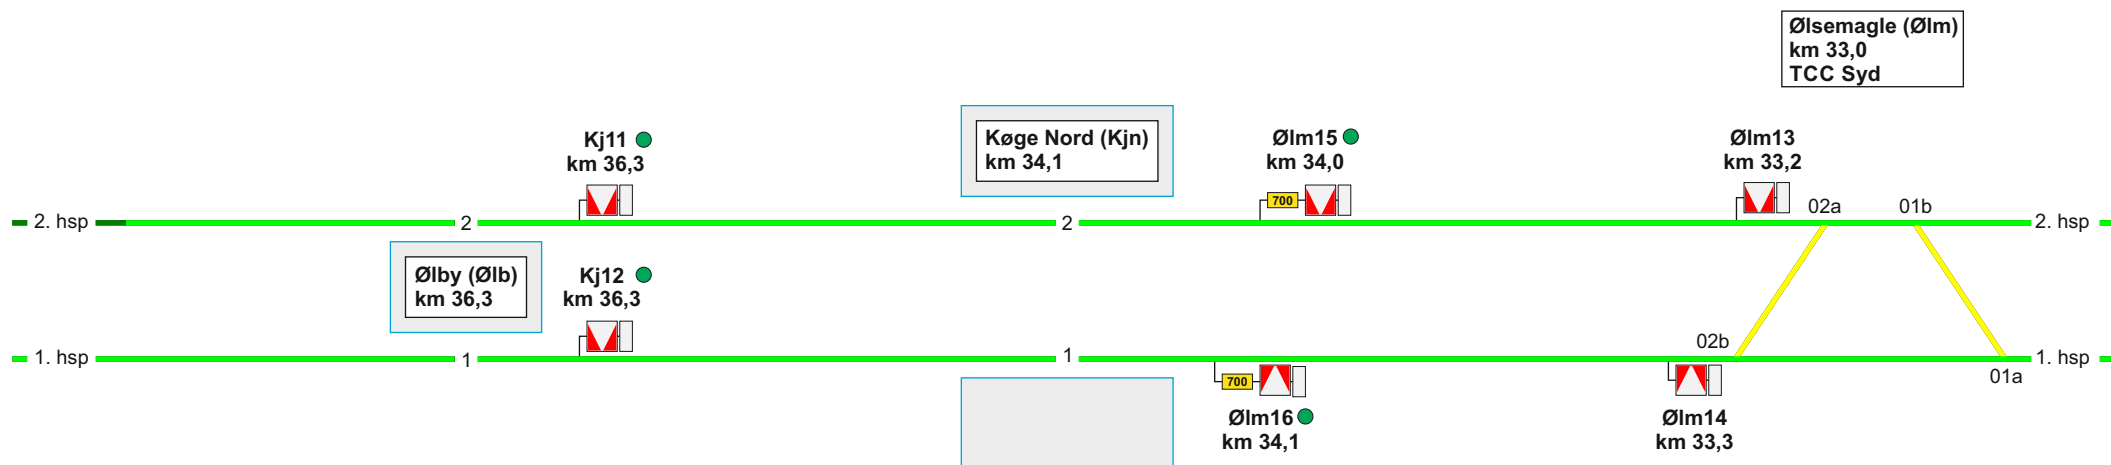 Ølsemagle (Ølm)
km 33,0
TCC Syd
Kj11
km 36,3
Køge Nord (Kjn)
km 34,1
Ølm15
km 34,0
700
Ølm13
km 33,2
02a
01b
2. hsp
2
2
2. hsp
Ølby (Ølb)
km 36,3
Kj12
km 36,3
02b
1. hsp
1
1
1. hsp
01a
700
Ølm16
km 34,1
Ølm14
km 33,3